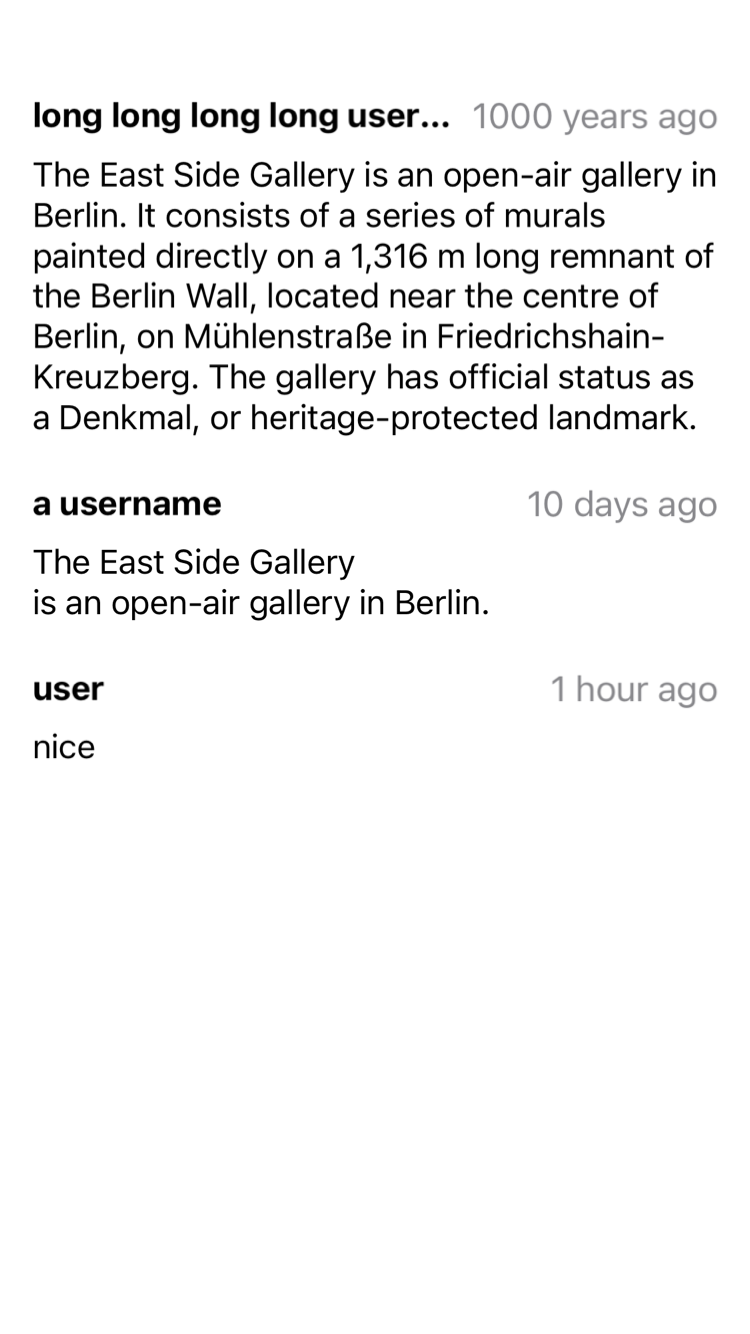 long long long long user... 1000 years ago
The East Side Gallery is an open-air gallery in
Berlin. It consists of a series of murals
painted directly on a 1,316 m long remnant of
the Berlin Wall, located near the centre of
Berlin, on Mühlenstraße in Friedrichshain-
Kreuzberg. The gallery has official status as
a Denkmal, or heritage-protected landmark.
a username 10 days ago
The East Side Gallery
is an open-air gallery in Berlin.
user 1 hour ago
nice